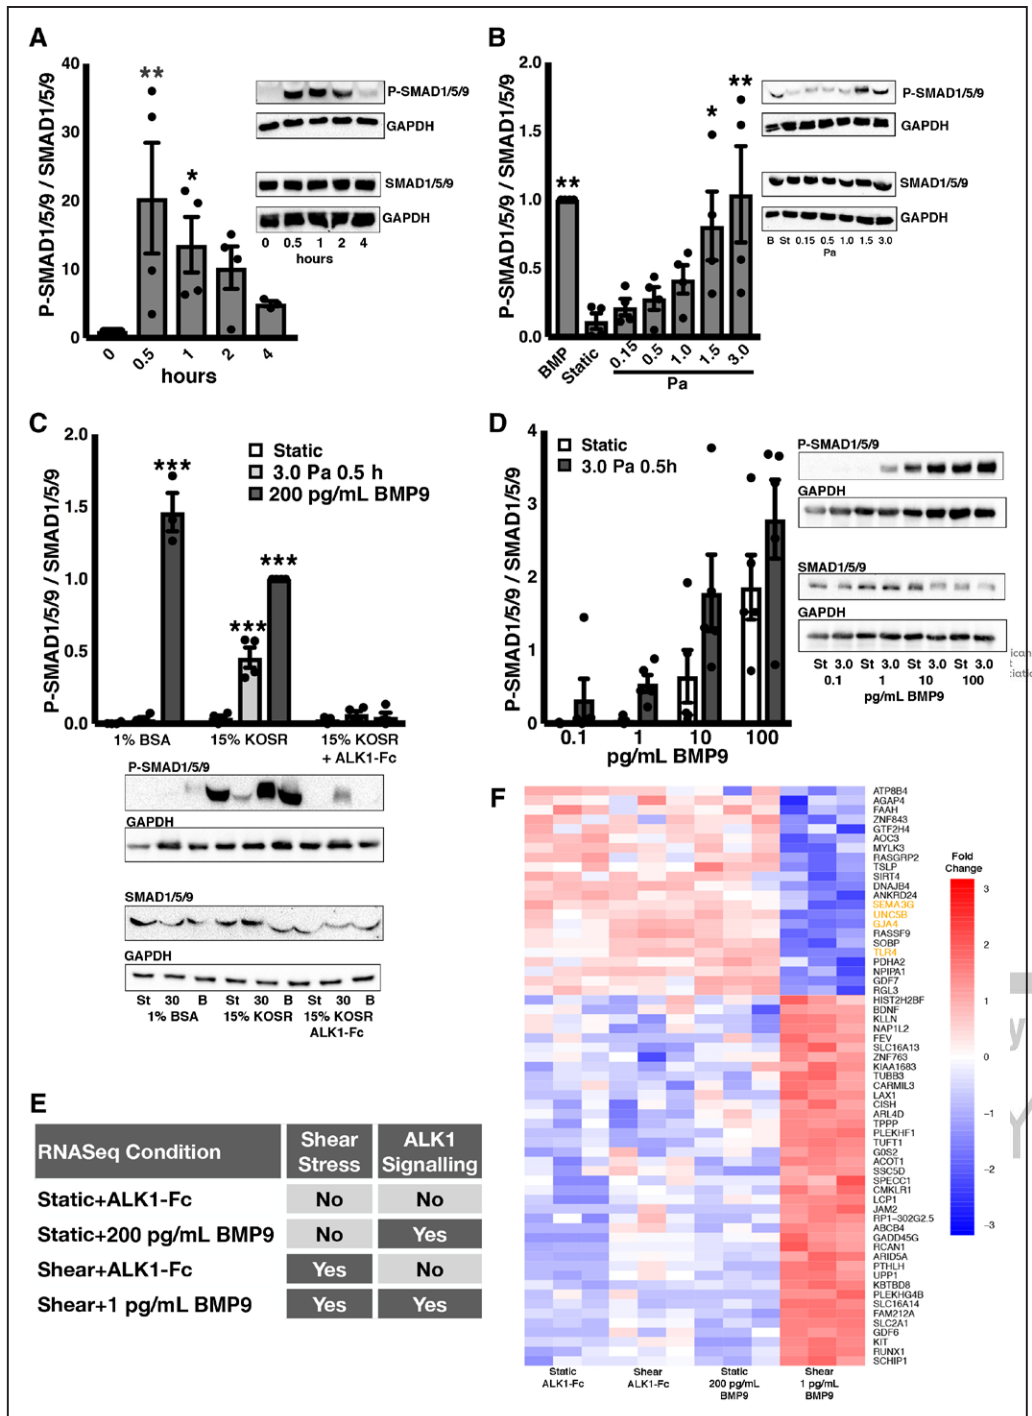 A
P-SMAD1/5/9 / SMAD1/5/9
40
30
20
10
0
**
*
0
0.5
1
2
4
hours
P-SMAD1/5/9
GAPDH
SMAD1/5/9
GAPDH
0 0.5 1 2 4
hours
B
P-SMAD1/5/9 / SMAD1/5/9
2.0
1.5
1.0
0.5
0.0
**
*
**
BMP
Static
0.15
0.5
1.0
1.5
3.0
Pa
P-SMAD1/5/9
GAPDH
SMAD1/5/9
GAPDH
B St 0.15 0.5 1.0 1.5 3.0
Pa
C
P-SMAD1/5/9 / SMAD1/5/9
2.0
1.5
1.0
0.5
0.0
Static
3.0 Pa 0.5 h
200 pg/mL BMP9
***
***
***
1% BSA 15% KOSR 15% KOSR
+ ALK1-Fc
P-SMAD1/5/9
GAPDH
SMAD1/5/9
GAPDH
St 30 B St 30 B St 30 B
1% BSA 15% KOSR 15% KOSR
ALK1-Fc
D
P-SMAD1/5/9 / SMAD1/5/9
4
3
2
1
0
Static
3.0 Pa 0.5h
0.1 1 10 100
pg/mL BMP9
P-SMAD1/5/9
GAPDH
SMAD1/5/9
GAPDH
St 3.0 St 3.0 St 3.0 St 3.0
0.1 1 10 100
pg/mL BMP9
E
RNASeq Condition Shear Stress ALK1 Signalling
Static+ALK1-Fc No No
Static+200 pg/mL BMP9 No Yes
Shear+ALK1-Fc Yes No
Shear+1 pg/mL BMP9 Yes Yes
F
ATP8B4
AGAP4
FAAH
ZNF843
GTF2H4
AOC3
MYLK3
RASGRP2
TSLP
SIRT4
DNAJB4
ANKRD24
SEMA3G
UNC5B
GJA4
RASSF9
SOBP
TLR4
PDHA2
NPIPA1
GDF7
RGL3
HIST2H2BF
BDNF
KLLN
NAP1L2
FEV
SLC16A13
ZNF763
KIAA1683
TUBB3
CARMIL3
LAX1
CISH
ARL4D
TPPP
PLEKHF1
TUFT1
G0S2
ACOT1
SSC5D
SPECC1
CMKLR1
LCP1
JAM2
RP1-302G2.5
ABCB4
GADD45G
RCAN1
ARID5A
PTHLH
UPP1
KBTBD8
PLEKHG4B
SLC16A14
FAM212A
SLC2A1
GDF6
KIT
RUNX1
SCHIP1
Static
ALK1-Fc
Shear
ALK1-Fc
Static
200 pg/mL
BMP9
Shear
1 pg/mL
BMP9
Fold
Change
3
2
1
0
-1
-2
-3